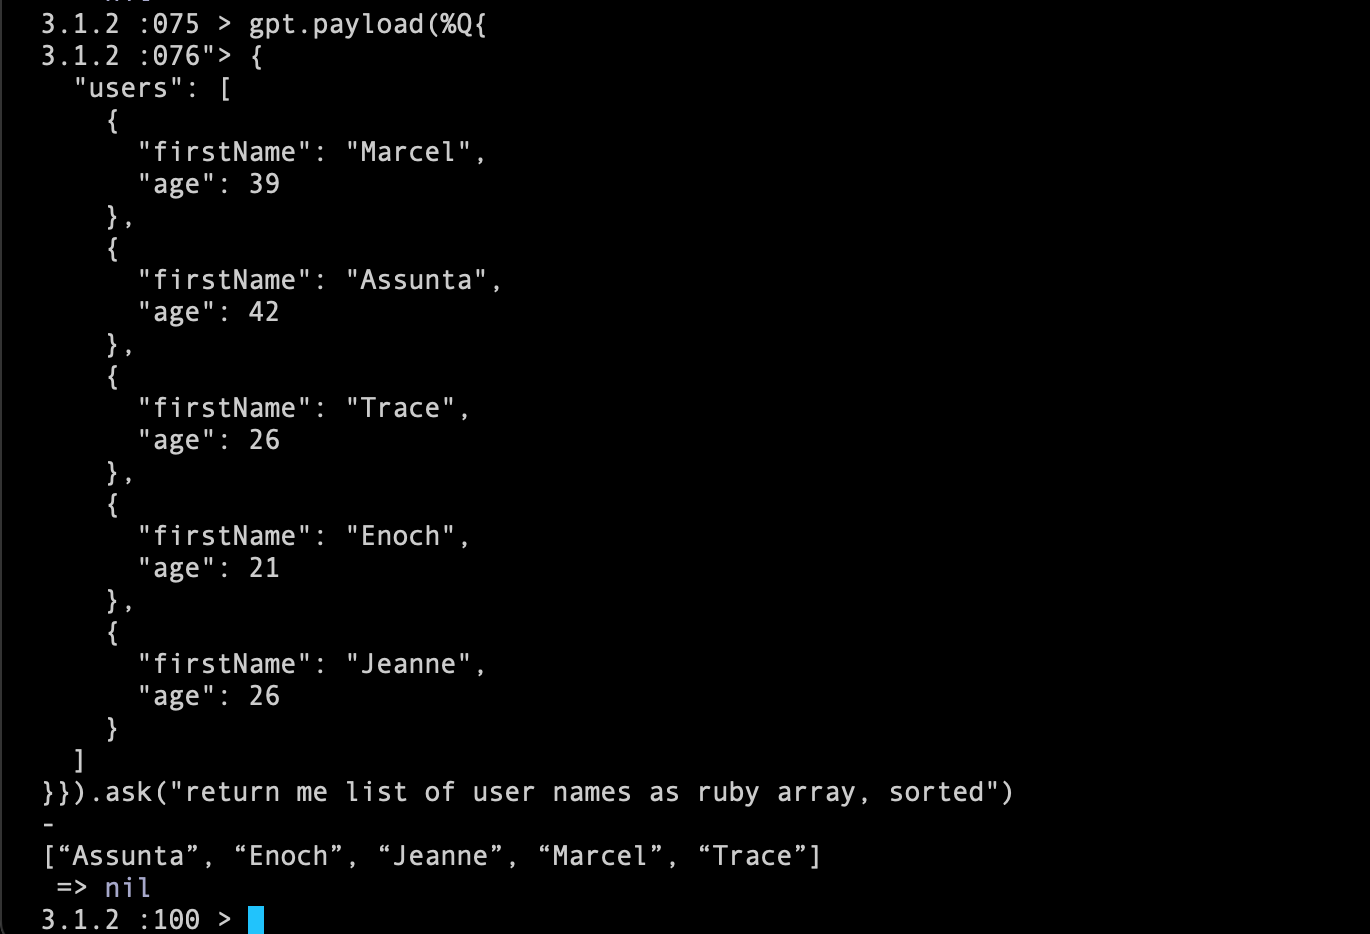 3.1.2 :075 > gpt.payload(%Q{
3.1.2 :076"> {
  "users": [
    {
      "firstName": "Marcel",
      "age": 39
    },
    {
      "firstName": "Assunta",
      "age": 42
    },
    {
      "firstName": "Trace",
      "age": 26
    },
    {
      "firstName": "Enoch",
      "age": 21
    },
    {
      "firstName": "Jeanne",
      "age": 26
    }
  ]
}}).ask("return me list of user names as ruby array, sorted")
-
[“Assunta”, “Enoch”, “Jeanne”, “Marcel”, “Trace”]
 => nil
3.1.2 :100 >